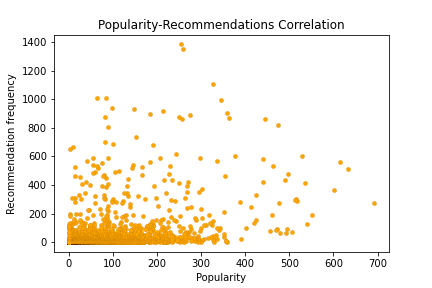 Popularity-Recommendations Correlation
1400
1200
1000
800
600
400
200
0
Recommendation frequency
0 100 200 300 400 500 600 700
Popularity